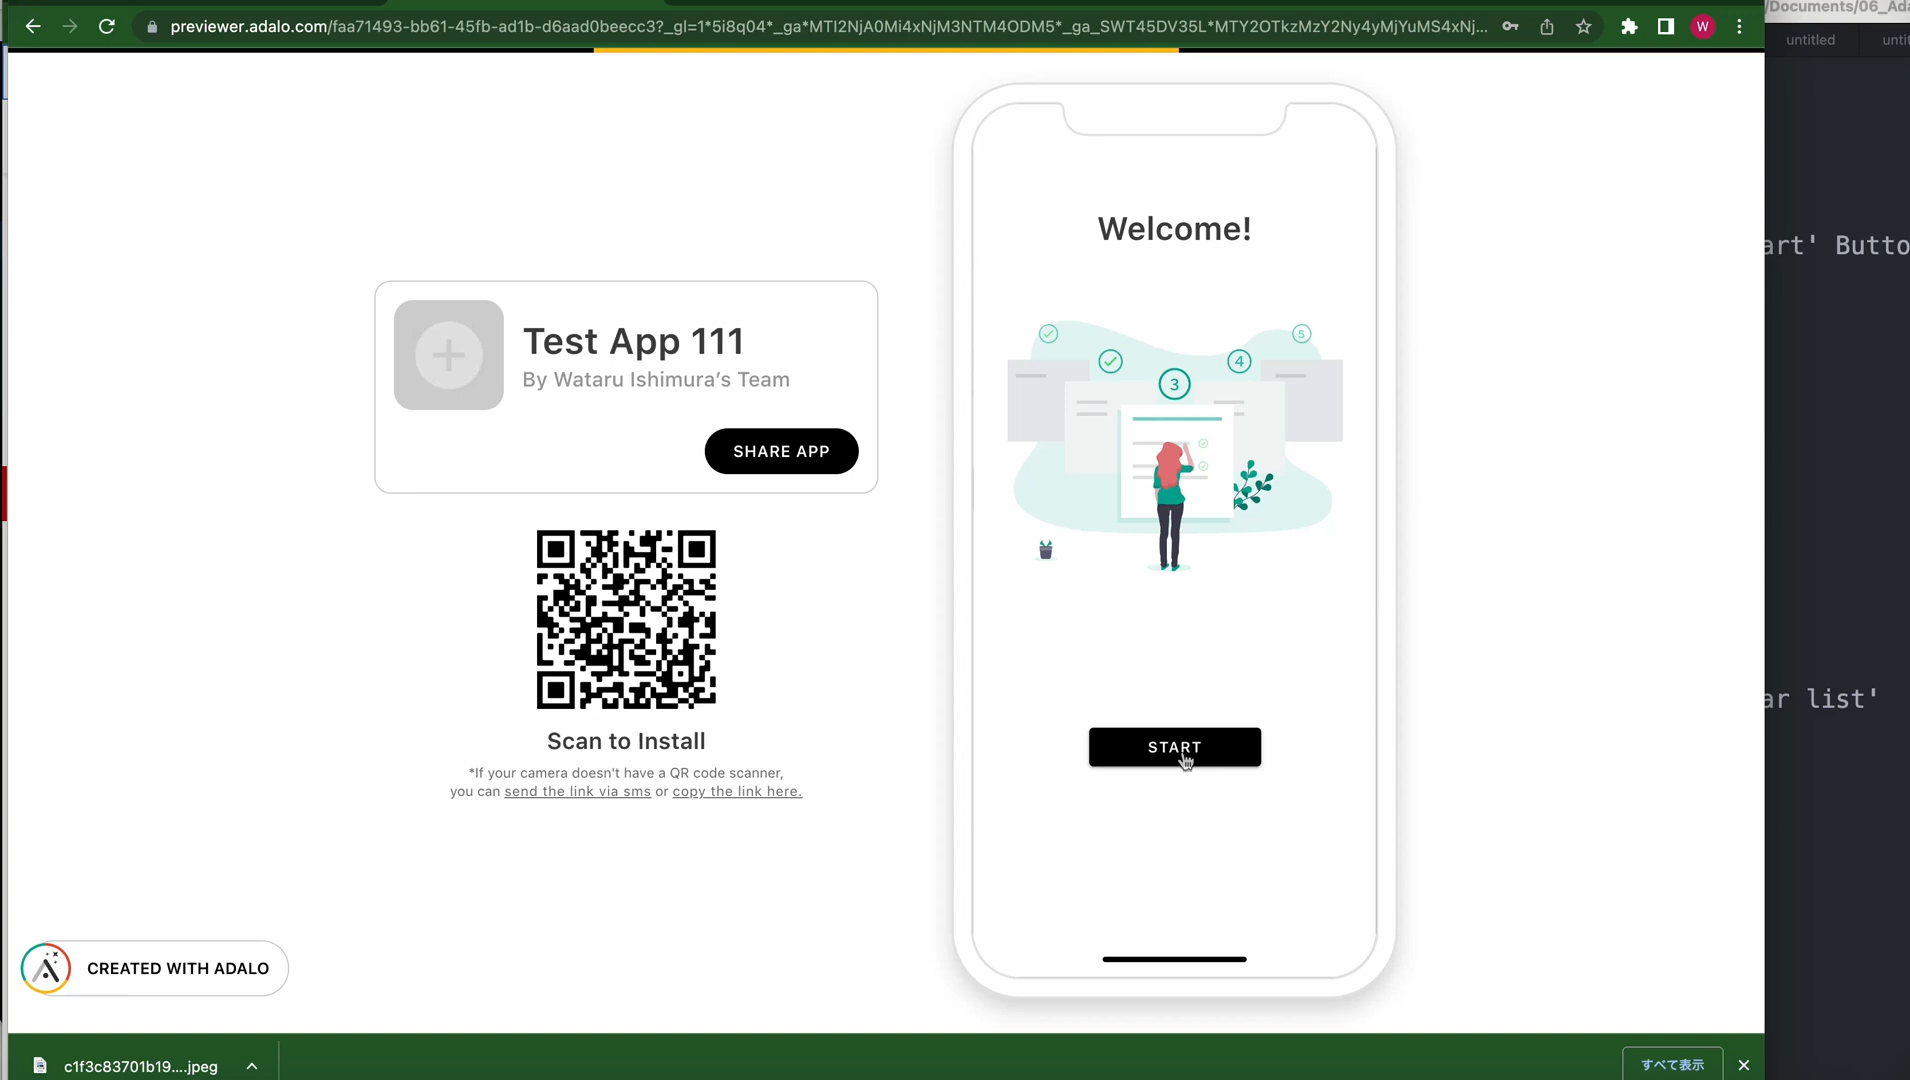 previewer.adalo.com/faa71493-bb61-45fb-ad1b-d6aad0beecc3?_gl=1*5i8q04*_ga*MTI2NjA0Mi4xNjM3NTM4ODM5*_ga_SWT45DV35L*MTY2OTkzMzY2Ny4yMjYuMS4xNj...
W
/Documents/06_Ada
untitled
unti
Welcome!
art' Butto
5
4
3
Test App 111
By Wataru Ishimura's Team
SHARE APP
ar list'
Scan to Install
START
*If your camera doesn't have a QR code scanner,
you can send the link via sms or copy the link here.
CREATED WITH ADALO
c1f3c83701b19....jpeg
すべて表示